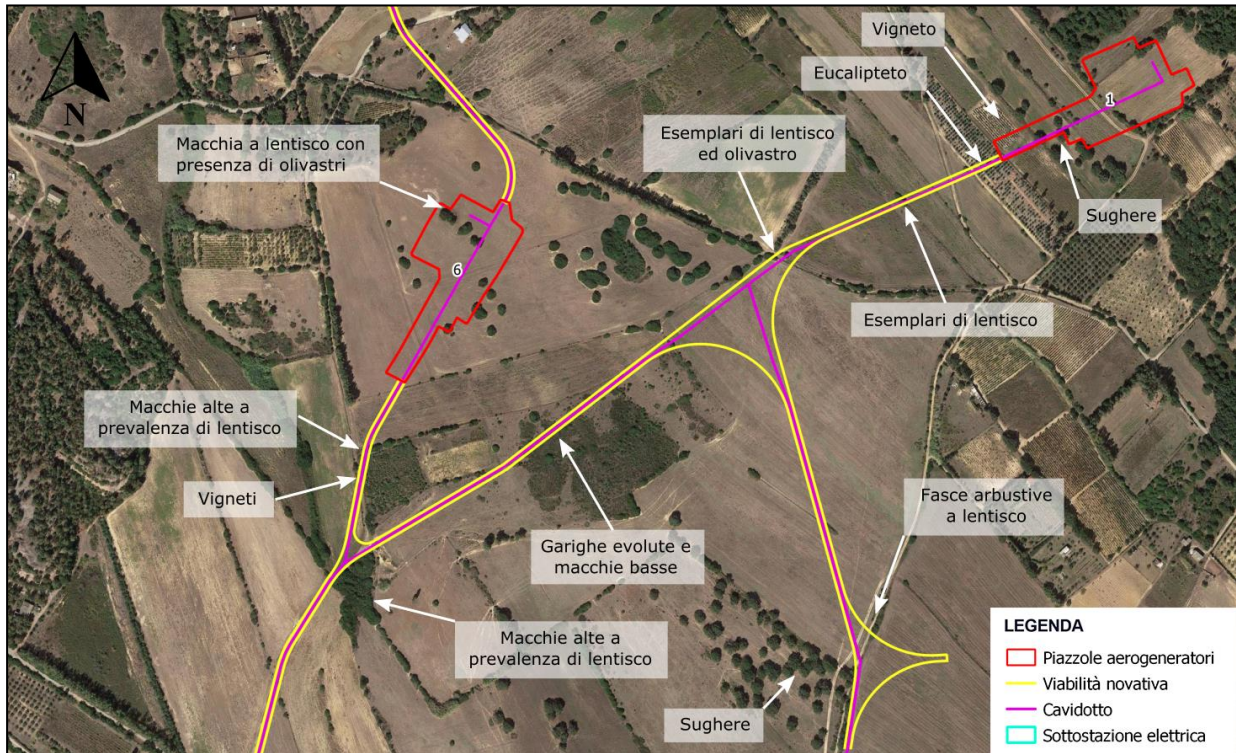 Vigneto
Eucalipteto
N
Macchia a lentisco con
presenza di olivastri
Esemplari di lentisco
ed olivastro
1
Sughere
6
Esemplari di lentisco
Macchie alte a
prevalenza di lentisco
Vigneti
Fasce arbustive
a lentisco
Garighe evolute e
macchie basse
Macchie alte a
prevalenza di lentisco
Sughere
LEGENDA
Piazzole aerogeneratori
Viabilità novativa
Cavidotto
Sottostazione elettrica